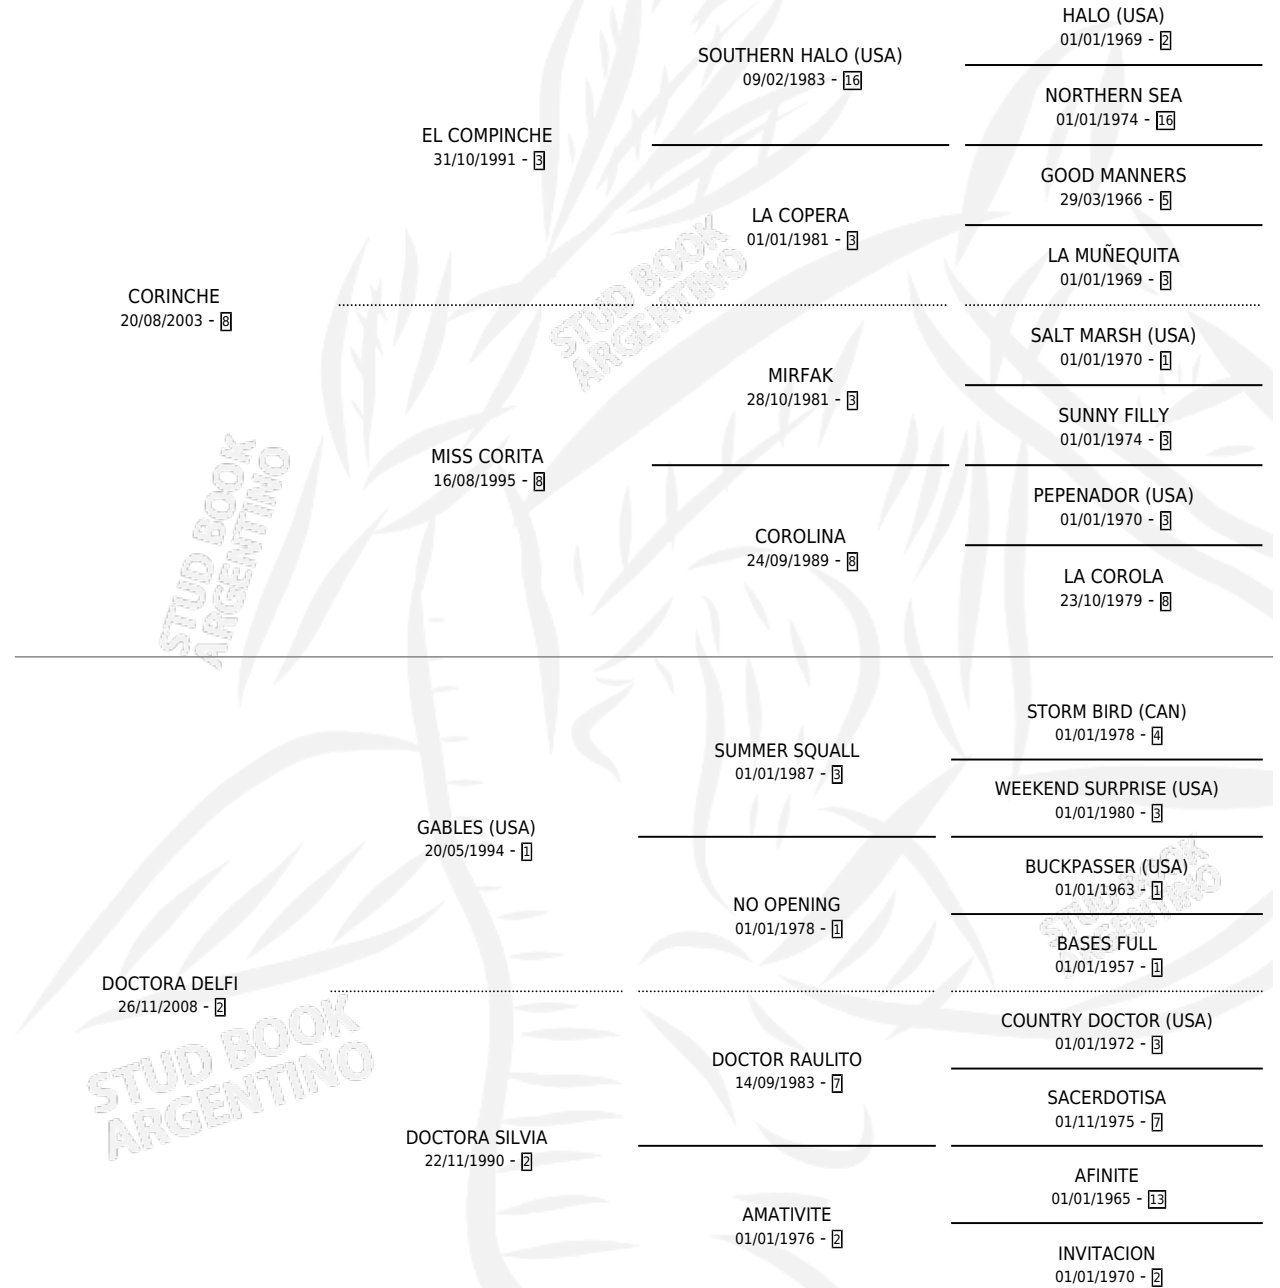 HALO (USA)
01/01/1969 - 2
SOUTHERN HALO (USA)
09/02/1983 - 16
NORTHERN SEA
01/01/1974 - 16
EL COMPINCHE
31/10/1991 - 3
GOOD MANNERS
29/03/1966 - 5
LA COPERA
01/01/1981 - 3
LA MUÑEQUITA
01/01/1969 - 3
CORINCHE
20/08/2003 - 8
STUD BOOK
ARGENTINO
SALT MARSH (USA)
01/01/1970 - 1
MIRFAK
28/10/1981 - 3
SUNNY FILLY
01/01/1974 - 3
MISS CORITA
16/08/1995 - 8
PEPENADOR (USA)
01/01/1970 - 3
COROLINA
24/09/1989 - 8
LA COROLA
23/10/1979 - 8
STUD BOOK
ARGENTINO
STORM BIRD (CAN)
01/01/1978 - 4
SUMMER SQUALL
01/01/1987 - 3
WEEKEND SURPRISE (USA)
01/01/1980 - 3
GABLES (USA)
20/05/1994 - 1
BUCKPASSER (USA)
01/01/1963 - 1
STUD BOOK
ARGENTINO
NO OPENING
01/01/1978 - 1
BASES FULL
01/01/1957 - 1
DOCTORA DELFI
26/11/2008 - 2
STUD BOOK
ARGENTINO
COUNTRY DOCTOR (USA)
01/01/1972 - 3
DOCTOR RAULITO
14/09/1983 - 7
SACERDOTISA
01/11/1975 - 7
DOCTORA SILVIA
22/11/1990 - 2
AFINITE
01/01/1965 - 13
AMATIVITE
01/01/1976 - 2
INVITACION
01/01/1970 - 2